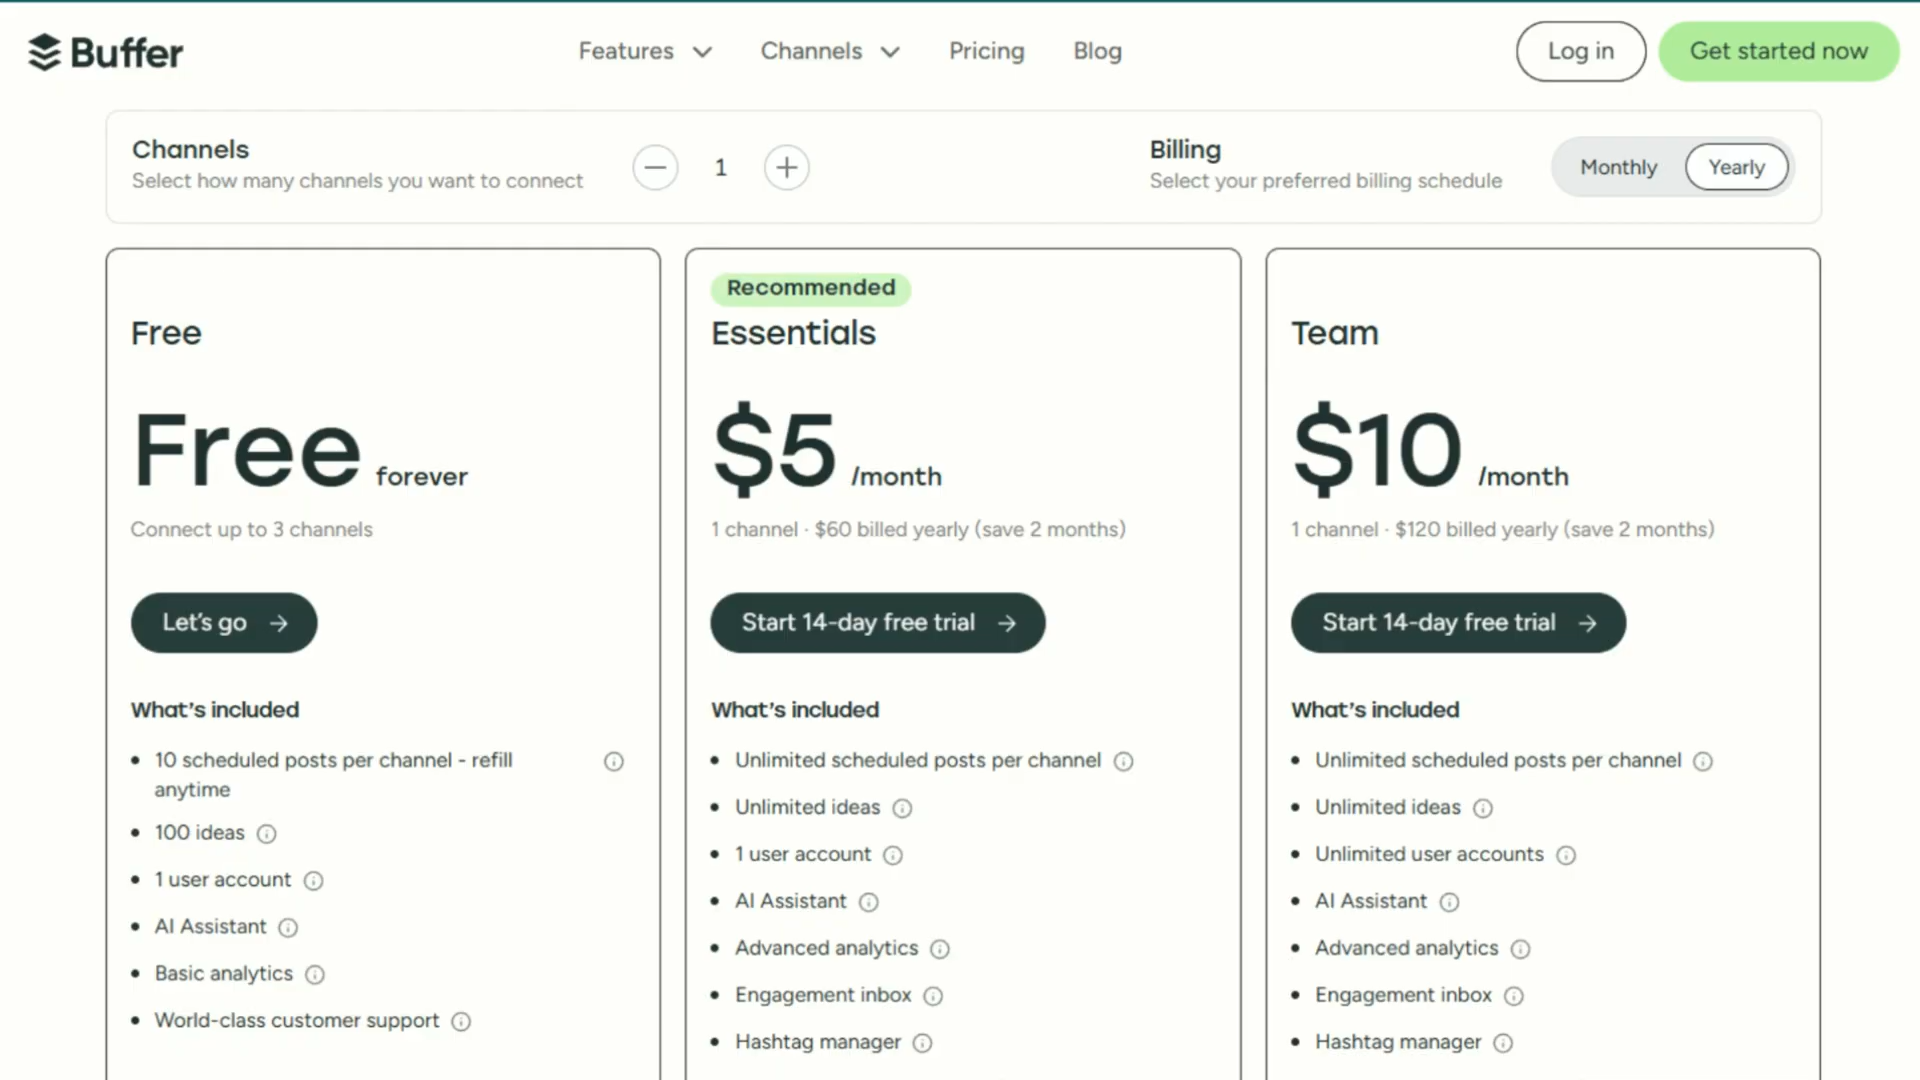 Buffer
Features
Channels
Pricing
Blog
Log in
Get started now
Channels
Select how many channels you want to connect
1
Billing
Select your preferred billing schedule
Monthly
Yearly
Free
Free forever
Connect up to 3 channels
Let's go →
What's included
• 10 scheduled posts per channel - refill
anytime
• 100 ideas
• 1 user account
• AI Assistant
• Basic analytics
• World-class customer support
Recommended
Essentials
$5 /month
1 channel · $60 billed yearly (save 2 months)
Start 14-day free trial →
What's included
• Unlimited scheduled posts per channel
• Unlimited ideas
• 1 user account
• AI Assistant
• Advanced analytics
• Engagement inbox
• Hashtag manager
Team
$10 /month
1 channel · $120 billed yearly (save 2 months)
Start 14-day free trial →
What's included
• Unlimited scheduled posts per channel
• Unlimited ideas
• Unlimited user accounts
• AI Assistant
• Advanced analytics
• Engagement inbox
• Hashtag manager